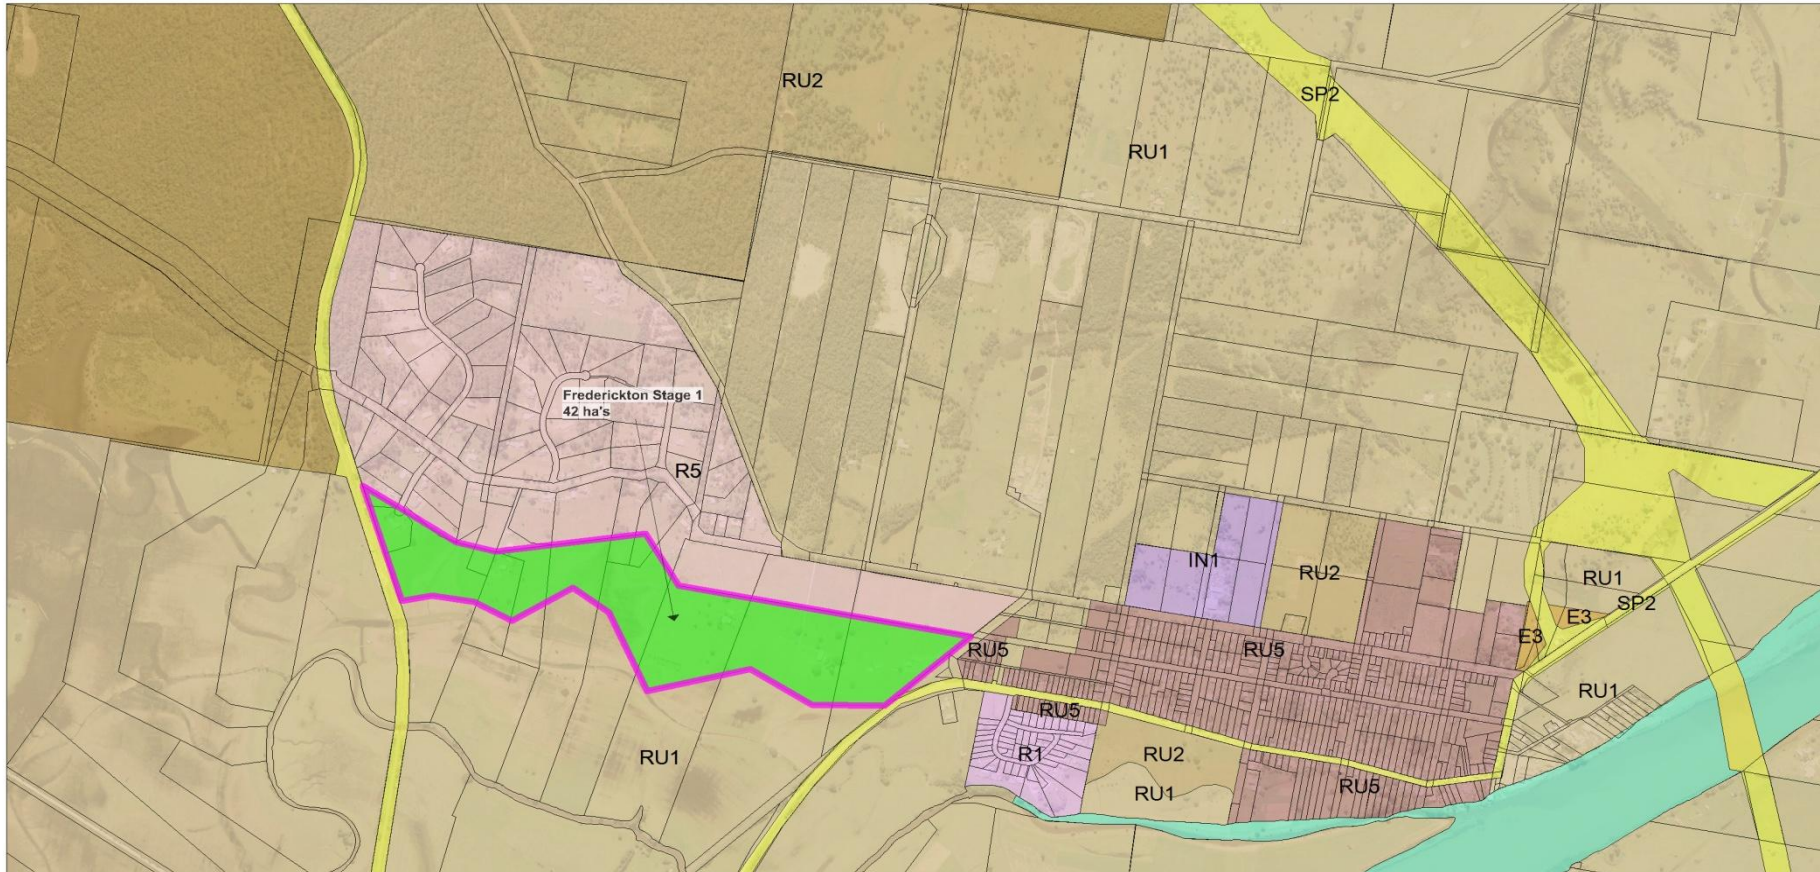 RU2
SP2
RU1
Frederickton Stage 1
42 ha's
R5
IN1
RU2
RU1
SP2
E3
E3
RU5
RU5
RU1
RU5
R1
RU2
RU1
RU1
RU5